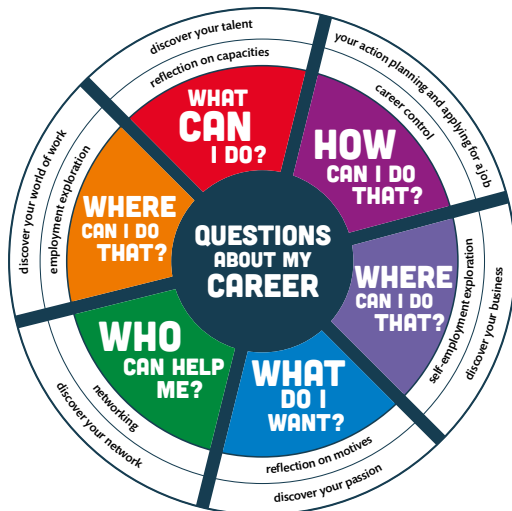 QUESTIONS
ABOUT MY
CAREER
discover your talent
reflection on capacities
WHAT
CAN
I DO?
your action planning and applying for a job
career control
HOW
CAN I DO
THAT?
discover your business
self-employment exploration
WHERE
CAN I DO
THAT?
WHAT
DO I
WANT?
reflection on motives
discover your passion
WHO
CAN HELP
ME?
networking
discover your network
discover your world of work
employment exploration
WHERE
CAN I DO
THAT?